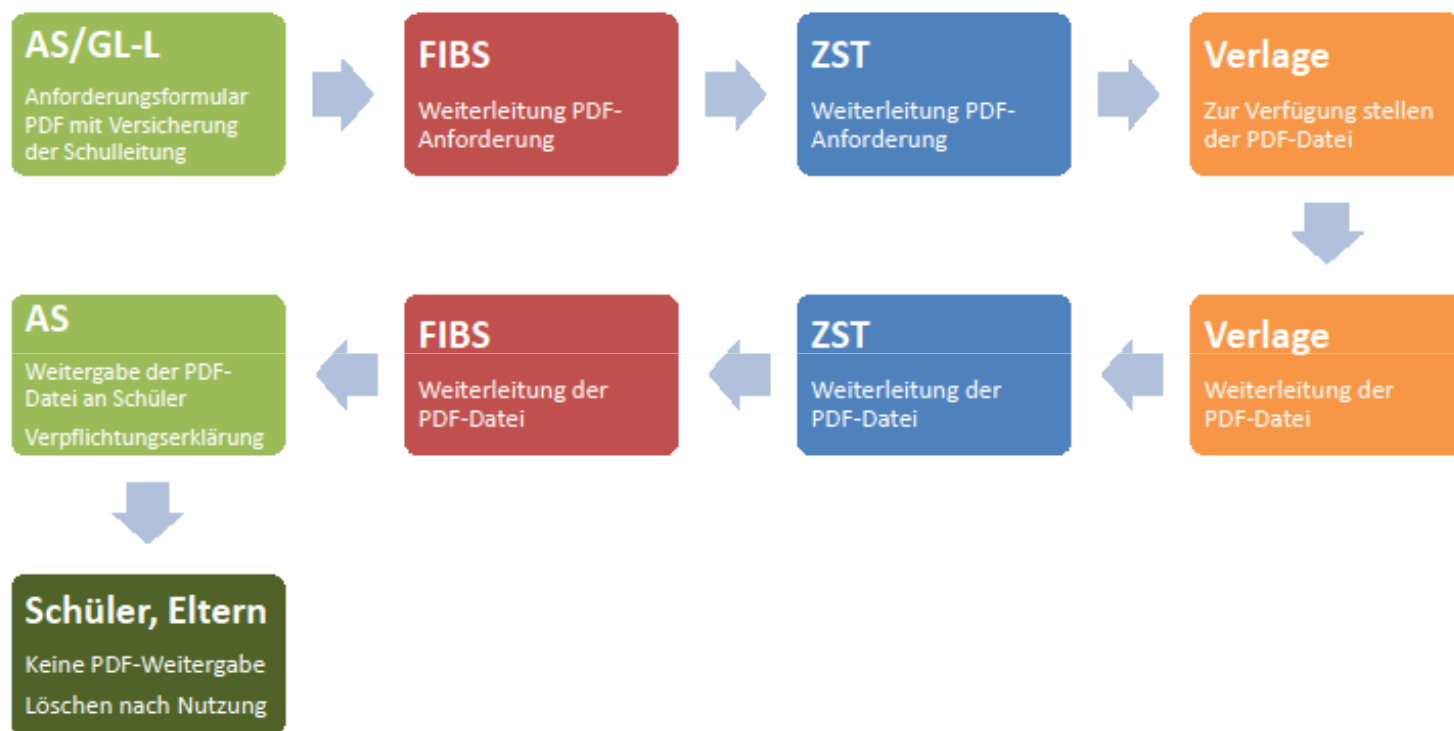 AS/GL-L
Anforderungsformular
PDF mit Versicherung
der Schulleitung
FIBS
Weiterleitung PDF-
Anforderung
ZST
Weiterleitung PDF-
Anforderung
Verlage
Zur Verfügung stellen
der PDF-Datei
AS
Weitergabe der PDF-
Datei an Schüler
Verpflichtungserklärung
FIBS
Weiterleitung der
PDF-Datei
ZST
Weiterleitung der
PDF-Datei
Verlage
Weiterleitung der
PDF-Datei
Schüler, Eltern
Keine PDF-Weitergabe
Löschen nach Nutzung